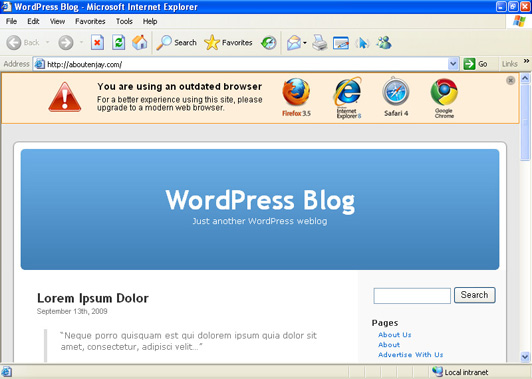 WordPress Blog - Microsoft Internet Explorer
File Edit View Favorites Tools Help
Back Search Favorites
Address http://aboutenjay.com/ Go Links »
You are using an outdated browser
For a better experience using this site, please
upgrade to a modern web browser.
Firefox 3.5 Internet Explorer 8 Safari 4 Google Chrome
WordPress Blog
Just another WordPress weblog
Lorem Ipsum Dolor
September 13th, 2009
"Neque porro quisquam est qui dolorem ipsum quia dolor sit
amet, consectetur, adipisci velit..."
Search
Pages
About Us
About
Advertise With Us
Local intranet